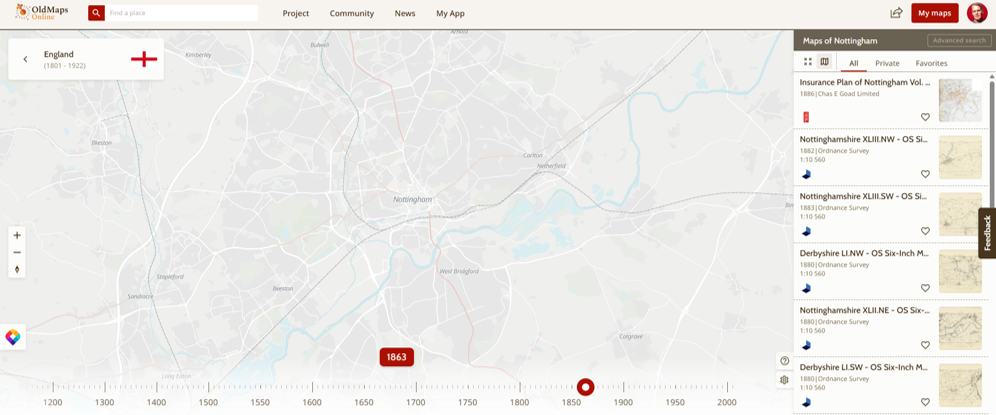 OldMaps
Online
Find a place
Project
Community
News
My App
My maps
England
(1801 - 1922)
Arnold
Bulwell
Kimberley
Ilkeston
Carlton
Netherfield
Nottingham
Stapleford
Beeston
West Bridgford
Sandiacre
Cotgrave
Long Eaton
1863
1200
1250
1300
1350
1400
1450
1500
1550
1600
1650
1700
1750
1800
1850
1900
1950
2000
Maps of Nottingham
Advanced search
All
Private
Favorites
Insurance Plan of Nottingham Vol. ...
1886|Chas E Goad Limited
Nottinghamshire XLIII.NW - OS Si...
1882|Ordnance Survey
1:10 560
Nottinghamshire XLIII.SW - OS Si...
1883|Ordnance Survey
1:10 560
Derbyshire LI.NW - OS Six-Inch M...
1880|Ordnance Survey
1:10 560
Nottinghamshire XLII.NE - OS Six-...
1880|Ordnance Survey
1:10 560
Derbyshire LI.SW - OS Six-Inch M...
1880|Ordnance Survey
1:10 560
Feedback